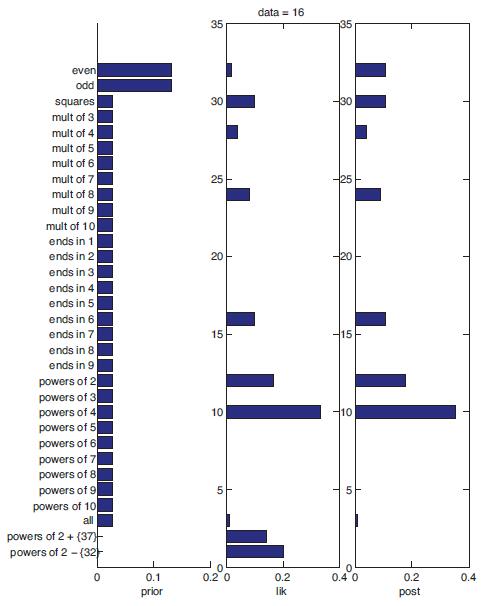 data = 16
even
odd
squares
mult of 3
mult of 4
mult of 5
mult of 6
mult of 7
mult of 8
mult of 9
mult of 10
ends in 1
ends in 2
ends in 3
ends in 4
ends in 5
ends in 6
ends in 7
ends in 8
ends in 9
powers of 2
powers of 3
powers of 4
powers of 5
powers of 6
powers of 7
powers of 8
powers of 9
powers of 10
all
powers of 2 + {37}
powers of 2 − {32}
0 0.1 0.2
prior
35
30
25
20
15
10
5
0
0 0.2 0.4
lik
35
30
25
20
15
10
5
0
0 0.2 0.4
post